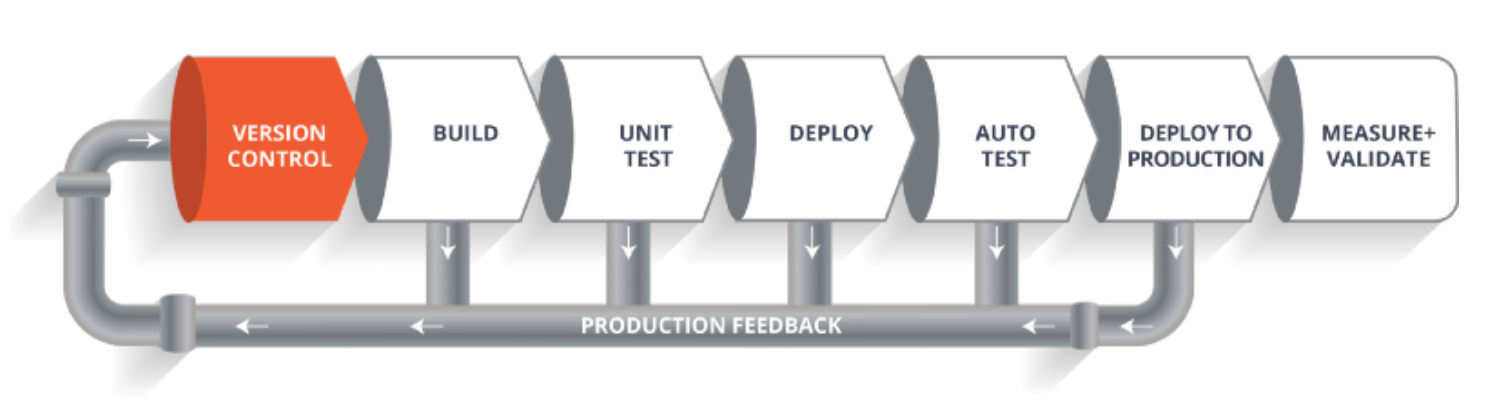 VERSION
CONTROL
BUILD
UNIT
TEST
DEPLOY
AUTO
TEST
DEPLOY TO
PRODUCTION
MEASURE+
VALIDATE
PRODUCTION FEEDBACK